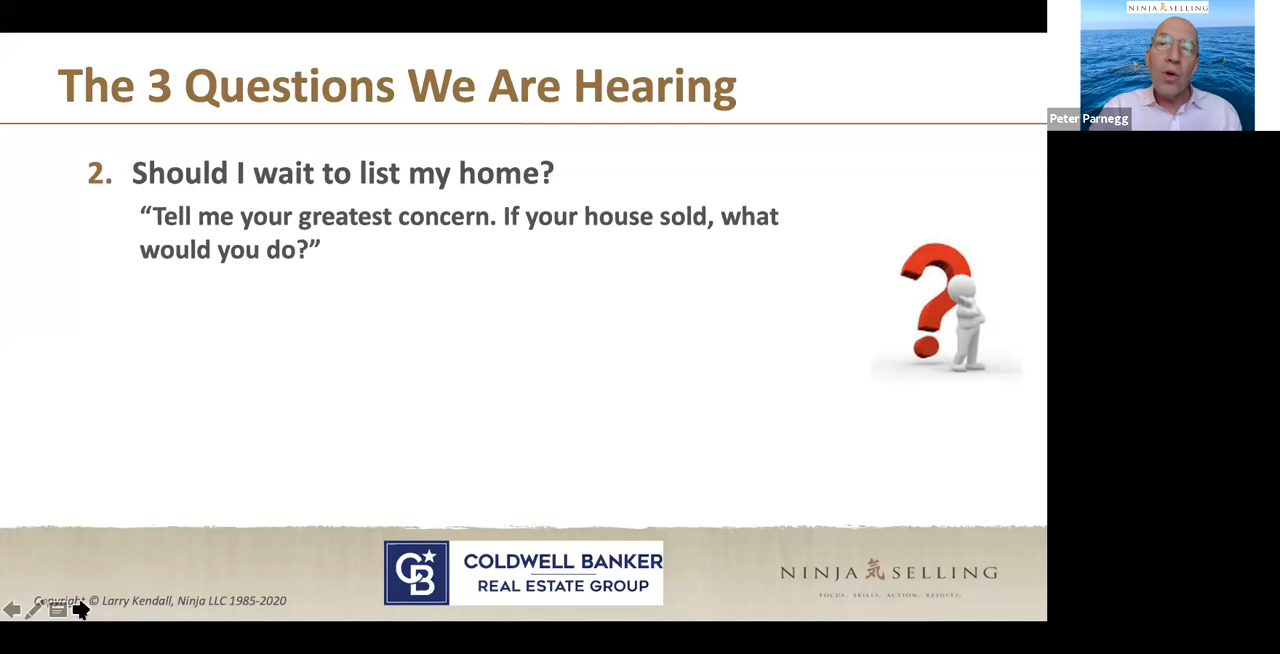 The 3 Questions We Are Hearing
2. Should I wait to list my home?
“Tell me your greatest concern. If your house sold, what
would you do?”
CB
COLDWELL BANKER
REAL ESTATE GROUP
NINJA 気 SELLING
FOCUS. SKILLS. ACTION. RESULTS.
Copyright © Larry Kendall, Ninja LLC 1985-2020
NINJA 気 SELLING
Peter Parnegg